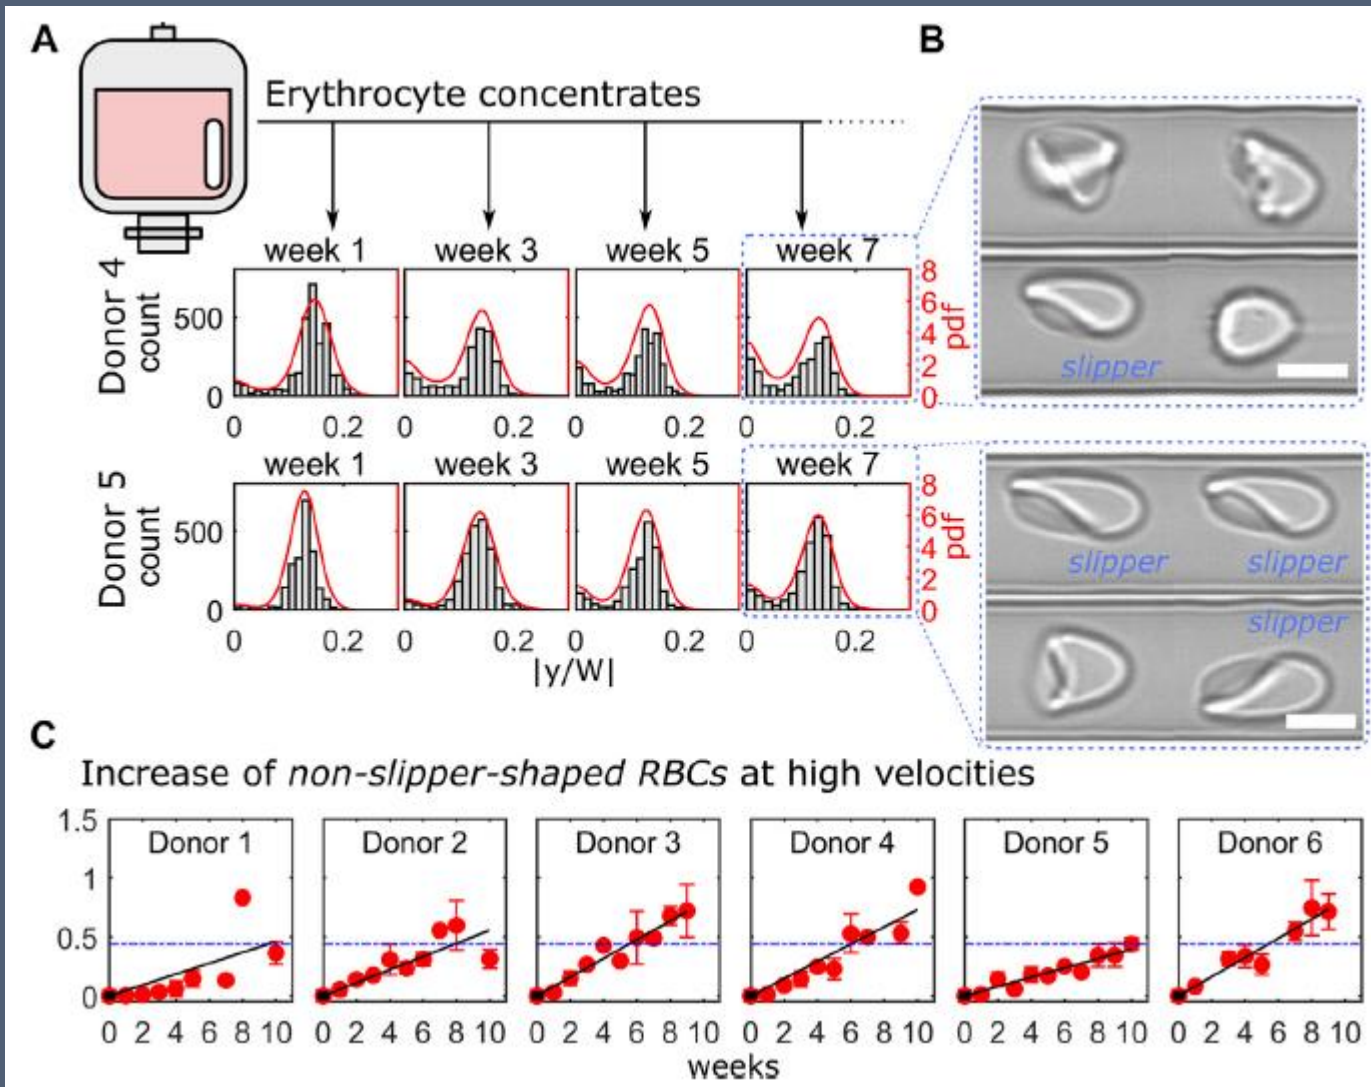 A
B
Erythrocyte concentrates
week 1
week 3
week 5
week 7
Donor 4
count
500
0
8
6
4
2
0
pdf
0 0.2
0 0.2
0 0.2
0 0.2
slipper
week 1
week 3
week 5
week 7
Donor 5
count
500
0
8
6
4
2
0
pdf
0 0.2
0 0.2
0 0.2
0 0.2
|y/W|
slipper
slipper
slipper
C
Increase of non-slipper-shaped RBCs at high velocities
1.5
1
0.5
0
Donor 1
Donor 2
Donor 3
Donor 4
Donor 5
Donor 6
0 2 4 6 8 10
0 2 4 6 8 10
0 2 4 6 8 10
0 2 4 6 8 10
0 2 4 6 8 10
0 2 4 6 8 10
weeks